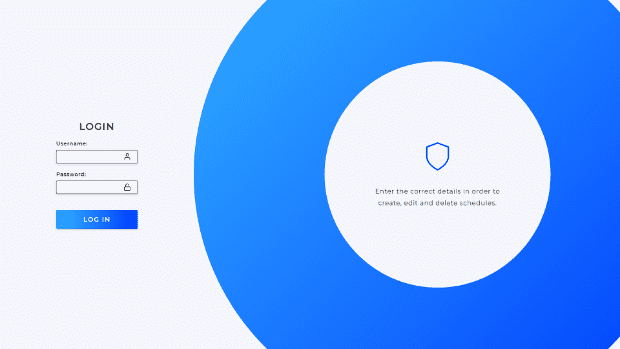 LOGIN
Username:
Password:
LOG IN
Enter the correct details in order to
create, edit and delete schedules.